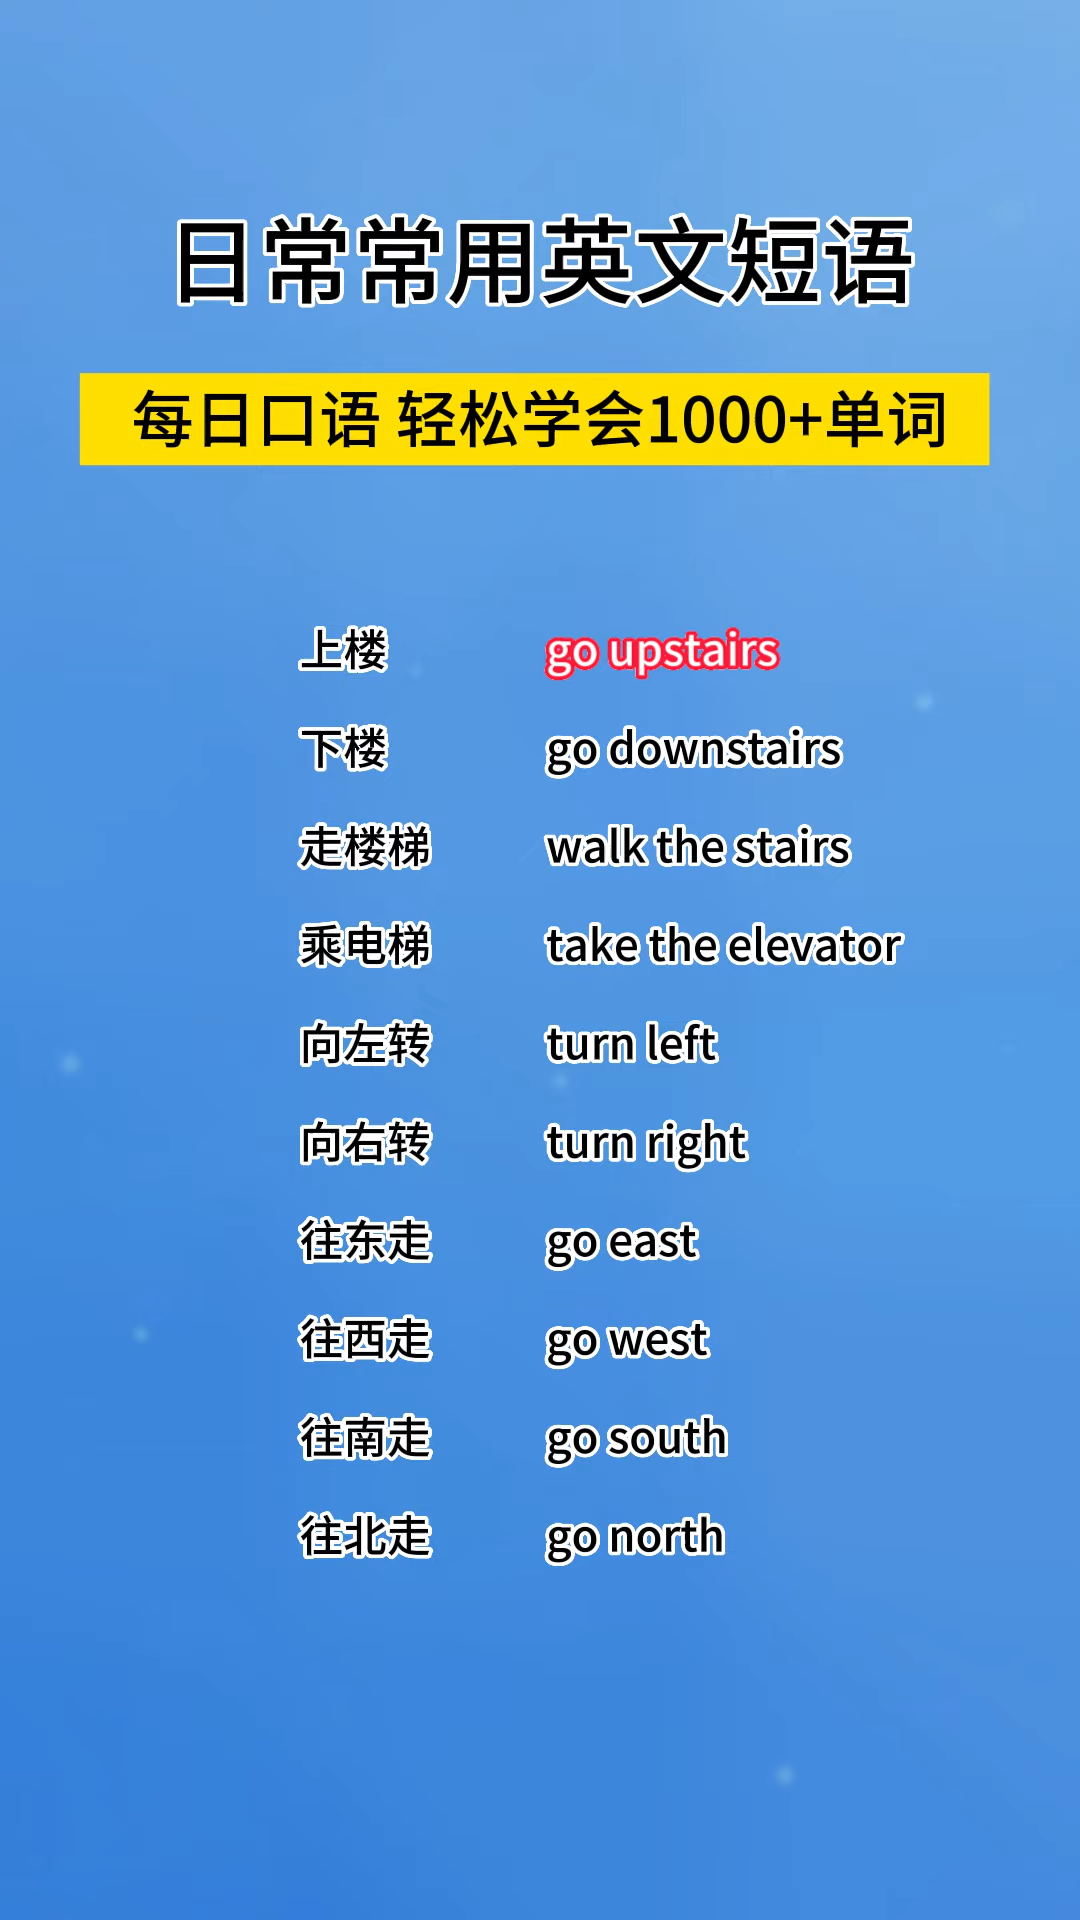 日常常用英文短语
每日口语 轻松学会1000+单词
上楼 go upstairs
下楼 go downstairs
走楼梯 walk the stairs
乘电梯 take the elevator
向左转 turn left
向右转 turn right
往东走 go east
往西走 go west
往南走 go south
往北走 go north